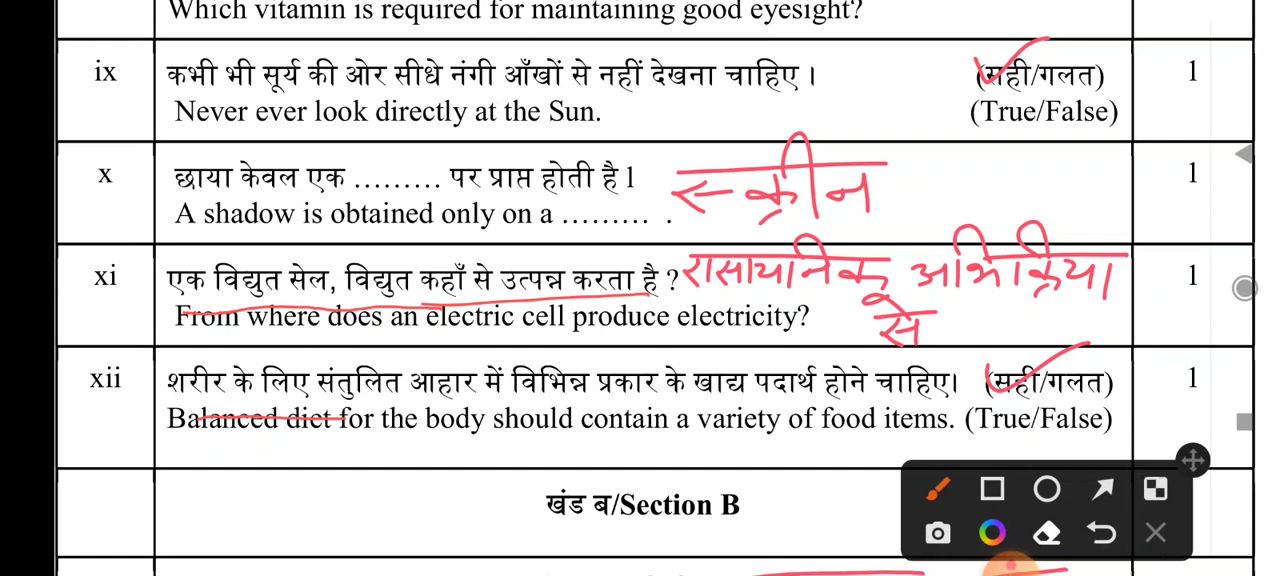 Which vitamin is required for maintaining good eyesight?
ix कभी भी सूर्य की ओर सीधे नंगी आँखों से नहीं देखना चाहिए। (सही/गलत) 1
Never ever look directly at the Sun. (True/False)
x छाया केवल एक ......... पर प्राप्त होती है l स्क्रीन 1
A shadow is obtained only on a ......... .
xi एक विद्युत सेल, विद्युत कहाँ से उत्पन्न करता है ? रासायनिक अभिक्रिया 1
From where does an electric cell produce electricity? से
xii शरीर के लिए संतुलित आहार में विभिन्न प्रकार के खाद्य पदार्थ होने चाहिए। (सही/गलत) 1
Balanced diet for the body should contain a variety of food items. (True/False)
खंड ब/Section B